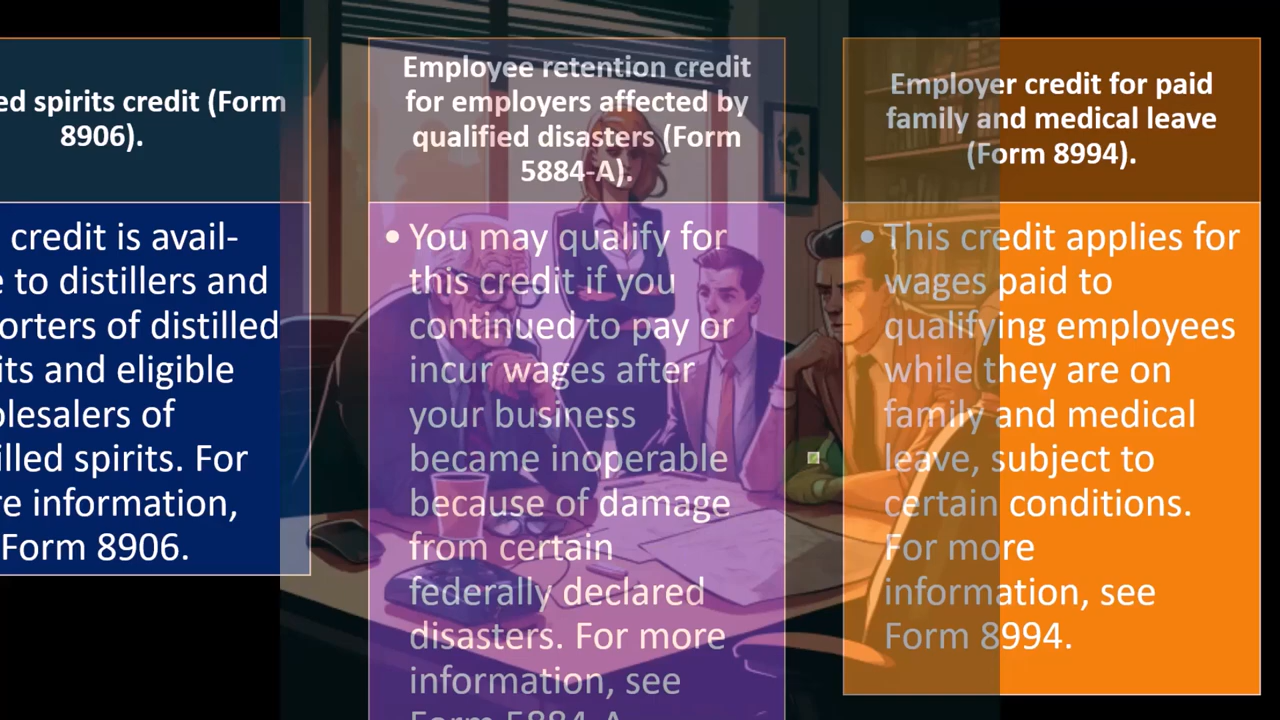 ed spirits credit (Form
8906).
credit is avail-
e to distillers and
orters of distilled
its and eligible
olesalers of
illed spirits. For
re information,
Form 8906.
Employee retention credit
for employers affected by
qualified disasters (Form
5884-A).
• You may qualify for
this credit if you
continued to pay or
incur wages after
your business
became inoperable
because of damage
from certain
federally declared
disasters. For more
information, see
Form 5884-A
Employer credit for paid
family and medical leave
(Form 8994).
• This credit applies for
wages paid to
qualifying employees
while they are on
family and medical
leave, subject to
certain conditions.
For more
information, see
Form 8994.